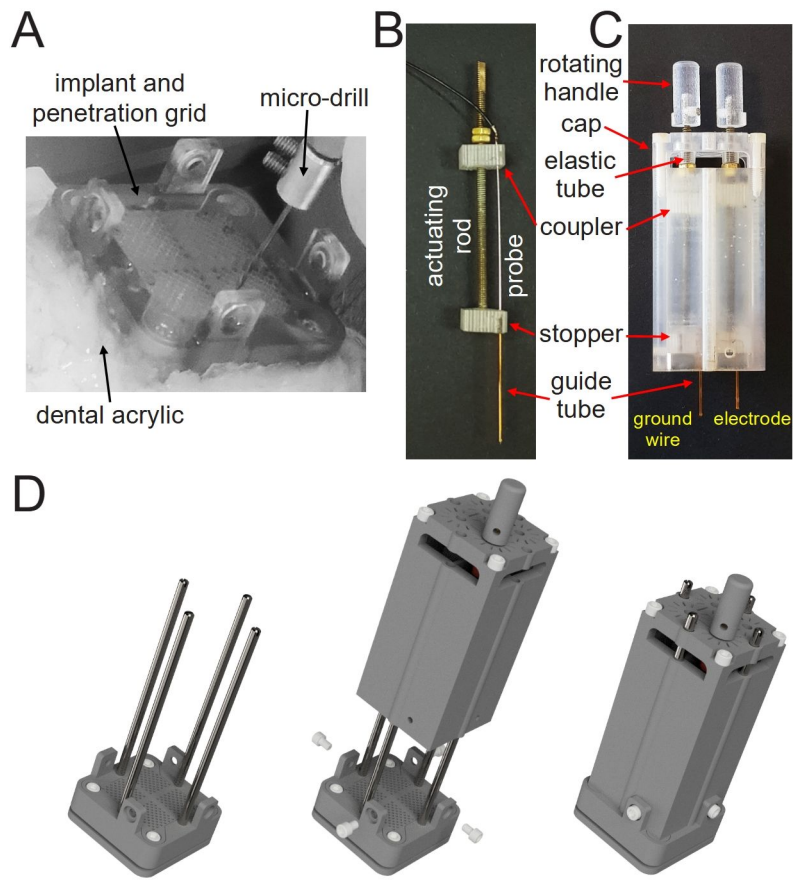 A
implant and
penetration grid
micro-drill
dental acrylic
B
actuating
rod
probe
C
rotating
handle
cap
elastic
tube
coupler
stopper
guide
tube
ground
wire
electrode
D